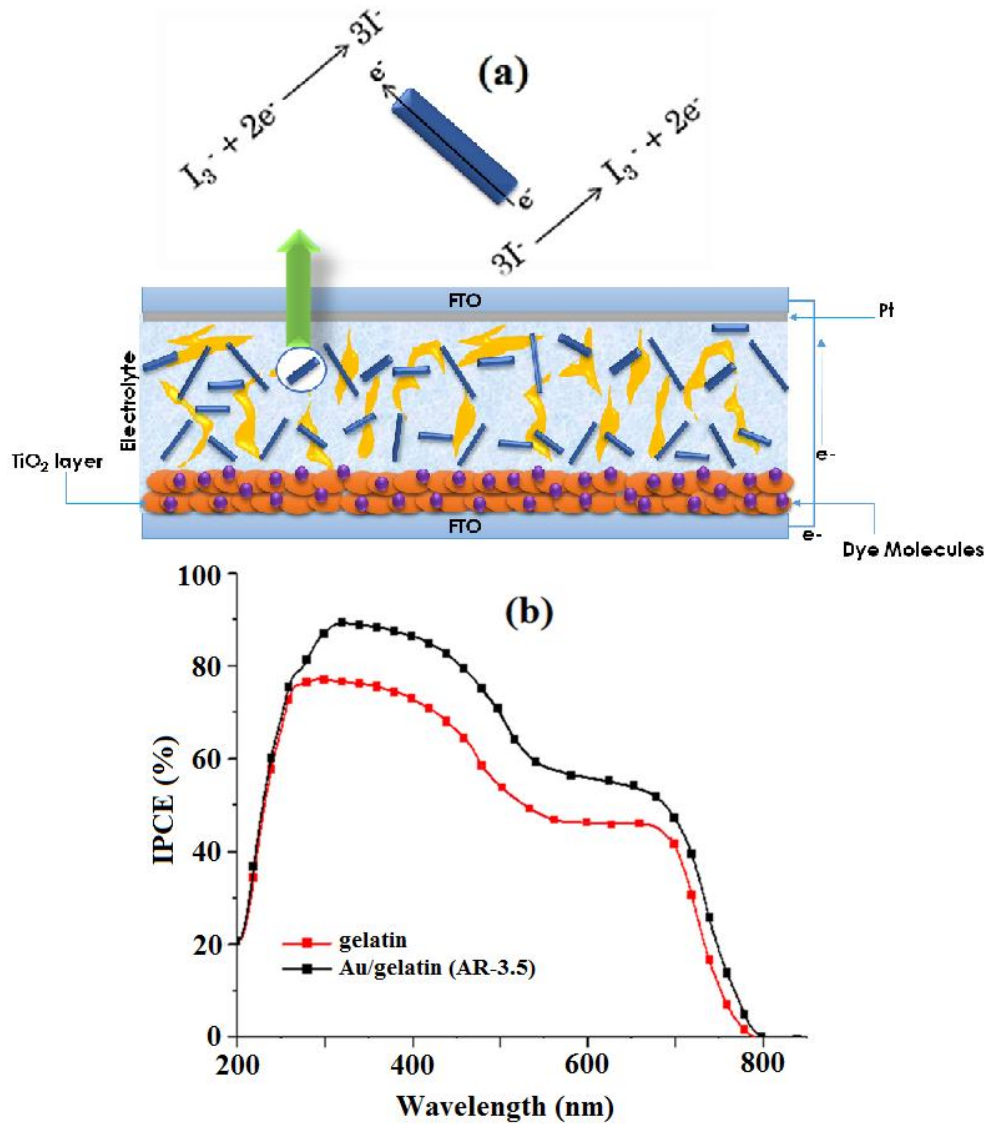 (a)
I₃⁻ + 2e⁻ → 3I⁻
e⁻
e⁻
3I⁻ → I₃⁻ + 2e⁻
FTO
Pt
Electrolyte
TiO₂ layer
e-
FTO
e-
Dye Molecules
(b)
100
80
60
40
20
0
IPCE (%)
gelatin
Au/gelatin (AR-3.5)
200
400
600
800
Wavelength (nm)